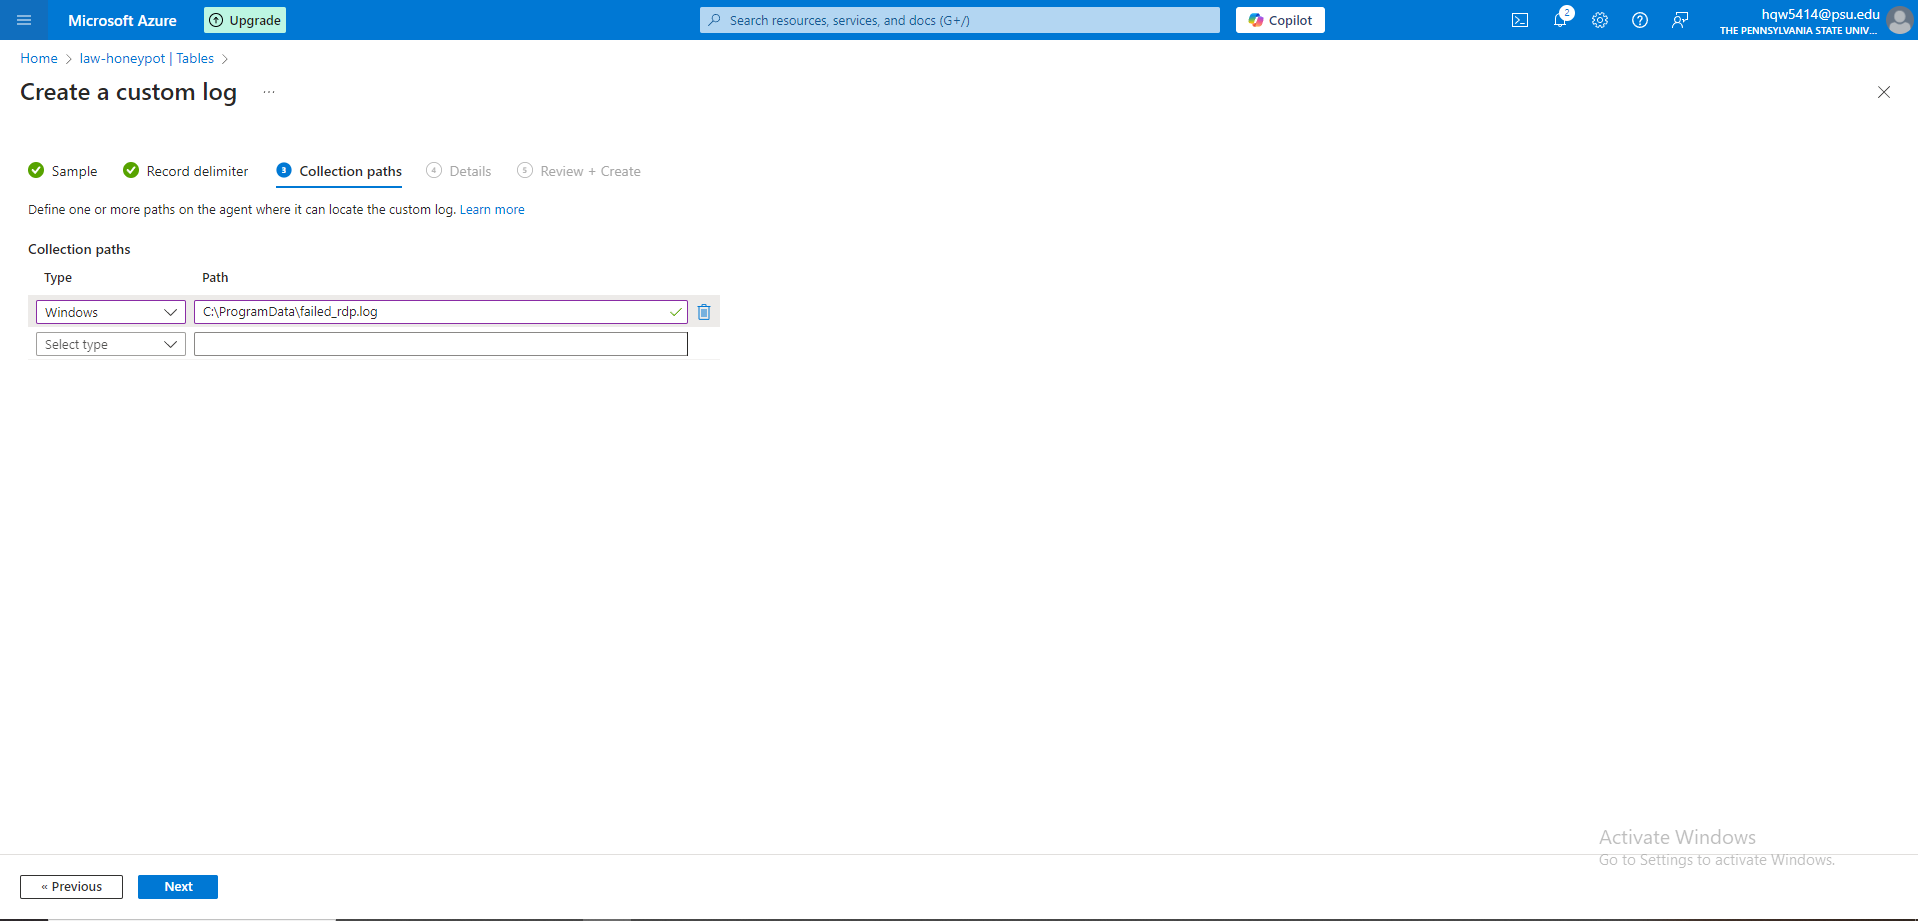 Microsoft Azure
Upgrade
Search resources, services, and docs (G+/)
Copilot
2
hqw5414@psu.edu
THE PENNSYLVANIA STATE UNIV...
Home > law-honeypot | Tables >
Create a custom log ...
Sample
Record delimiter
3 Collection paths
4 Details
5 Review + Create
Define one or more paths on the agent where it can locate the custom log. Learn more
Collection paths
Type Path
Windows C:\ProgramData\failed_rdp.log
Select type
Activate Windows
Go to Settings to activate Windows.
« Previous
Next